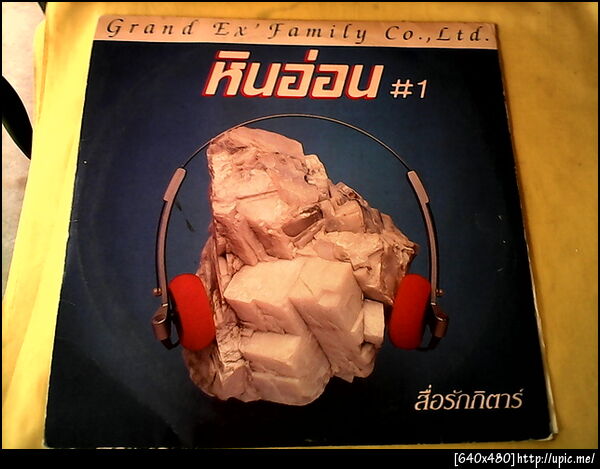 Grand Ex' Family Co.,Ltd.
หินอ่อน #1
สื่อรักกีตาร์
[640x480]http://upic.me/